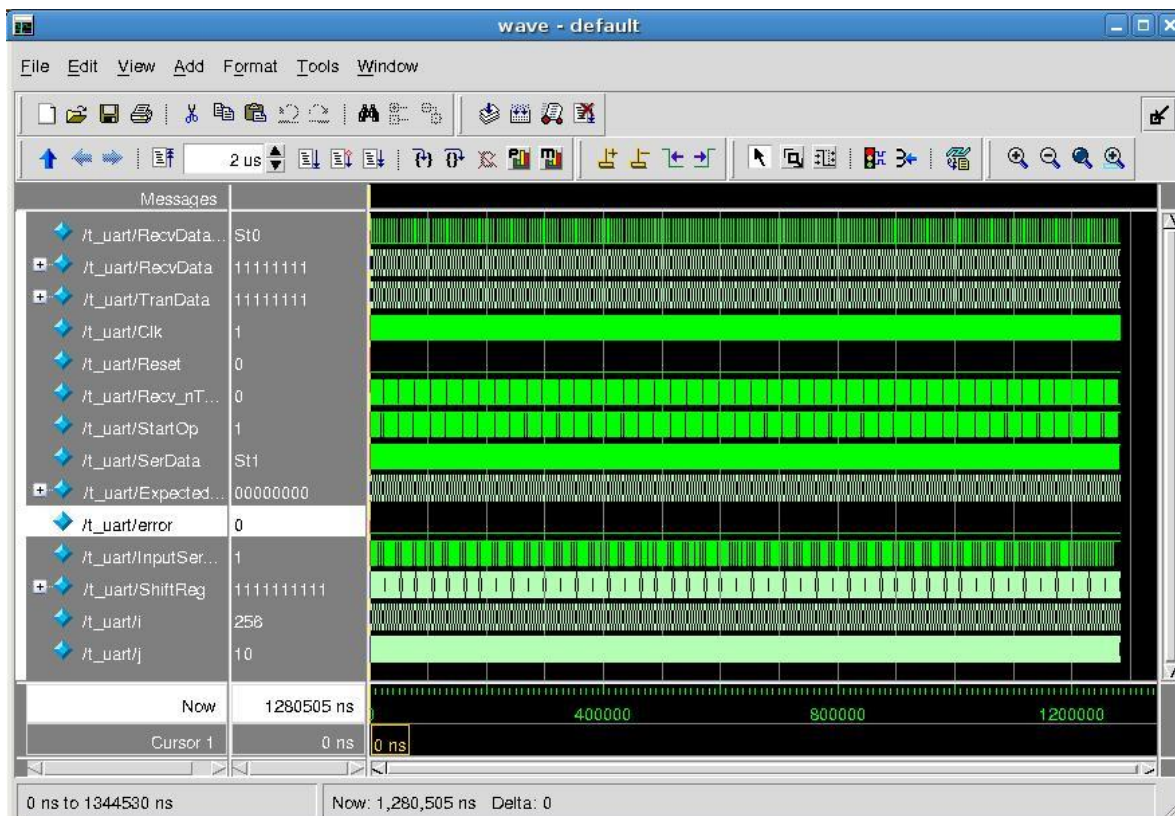 wave - default
File Edit View Add Format Tools Window
2 us
Messages
/t_uart/RecvData... St0
/t_uart/RecvData 11111111
/t_uart/TranData 11111111
/t_uart/Clk 1
/t_uart/Reset 0
/t_uart/Recv_nT... 0
/t_uart/StartOp 1
/t_uart/SerData St1
/t_uart/Expected... 00000000
/t_uart/error 0
/t_uart/InputSer... 1
/t_uart/ShiftReg 1111111111
/t_uart/i 256
/t_uart/j 10
Now 1280505 ns 400000 800000 1200000
Cursor 1 0 ns 0 ns
0 ns to 1344530 ns Now: 1,280,505 ns Delta: 0